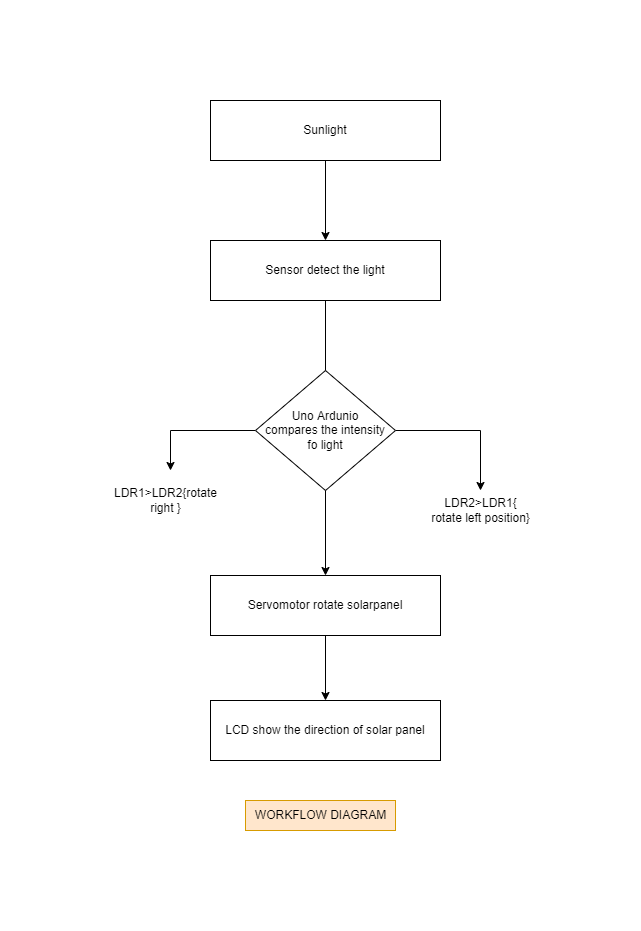 Sunlight
Sensor detect the light
Uno Ardunio
compares the intensity
fo light
LDR1>LDR2{rotate
right }
LDR2>LDR1{
rotate left position}
Servomotor rotate solarpanel
LCD show the direction of solar panel
WORKFLOW DIAGRAM